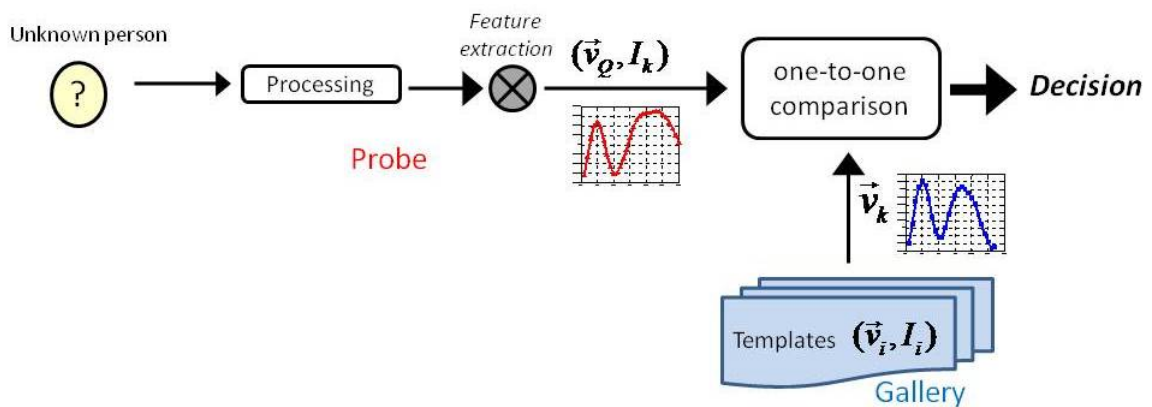 Unknown person
?
Processing
Feature
extraction
(v⃗_Q, I_k)
Probe
one-to-one
comparison
Decision
v⃗_k
Templates (v⃗_i, I_i)
Gallery